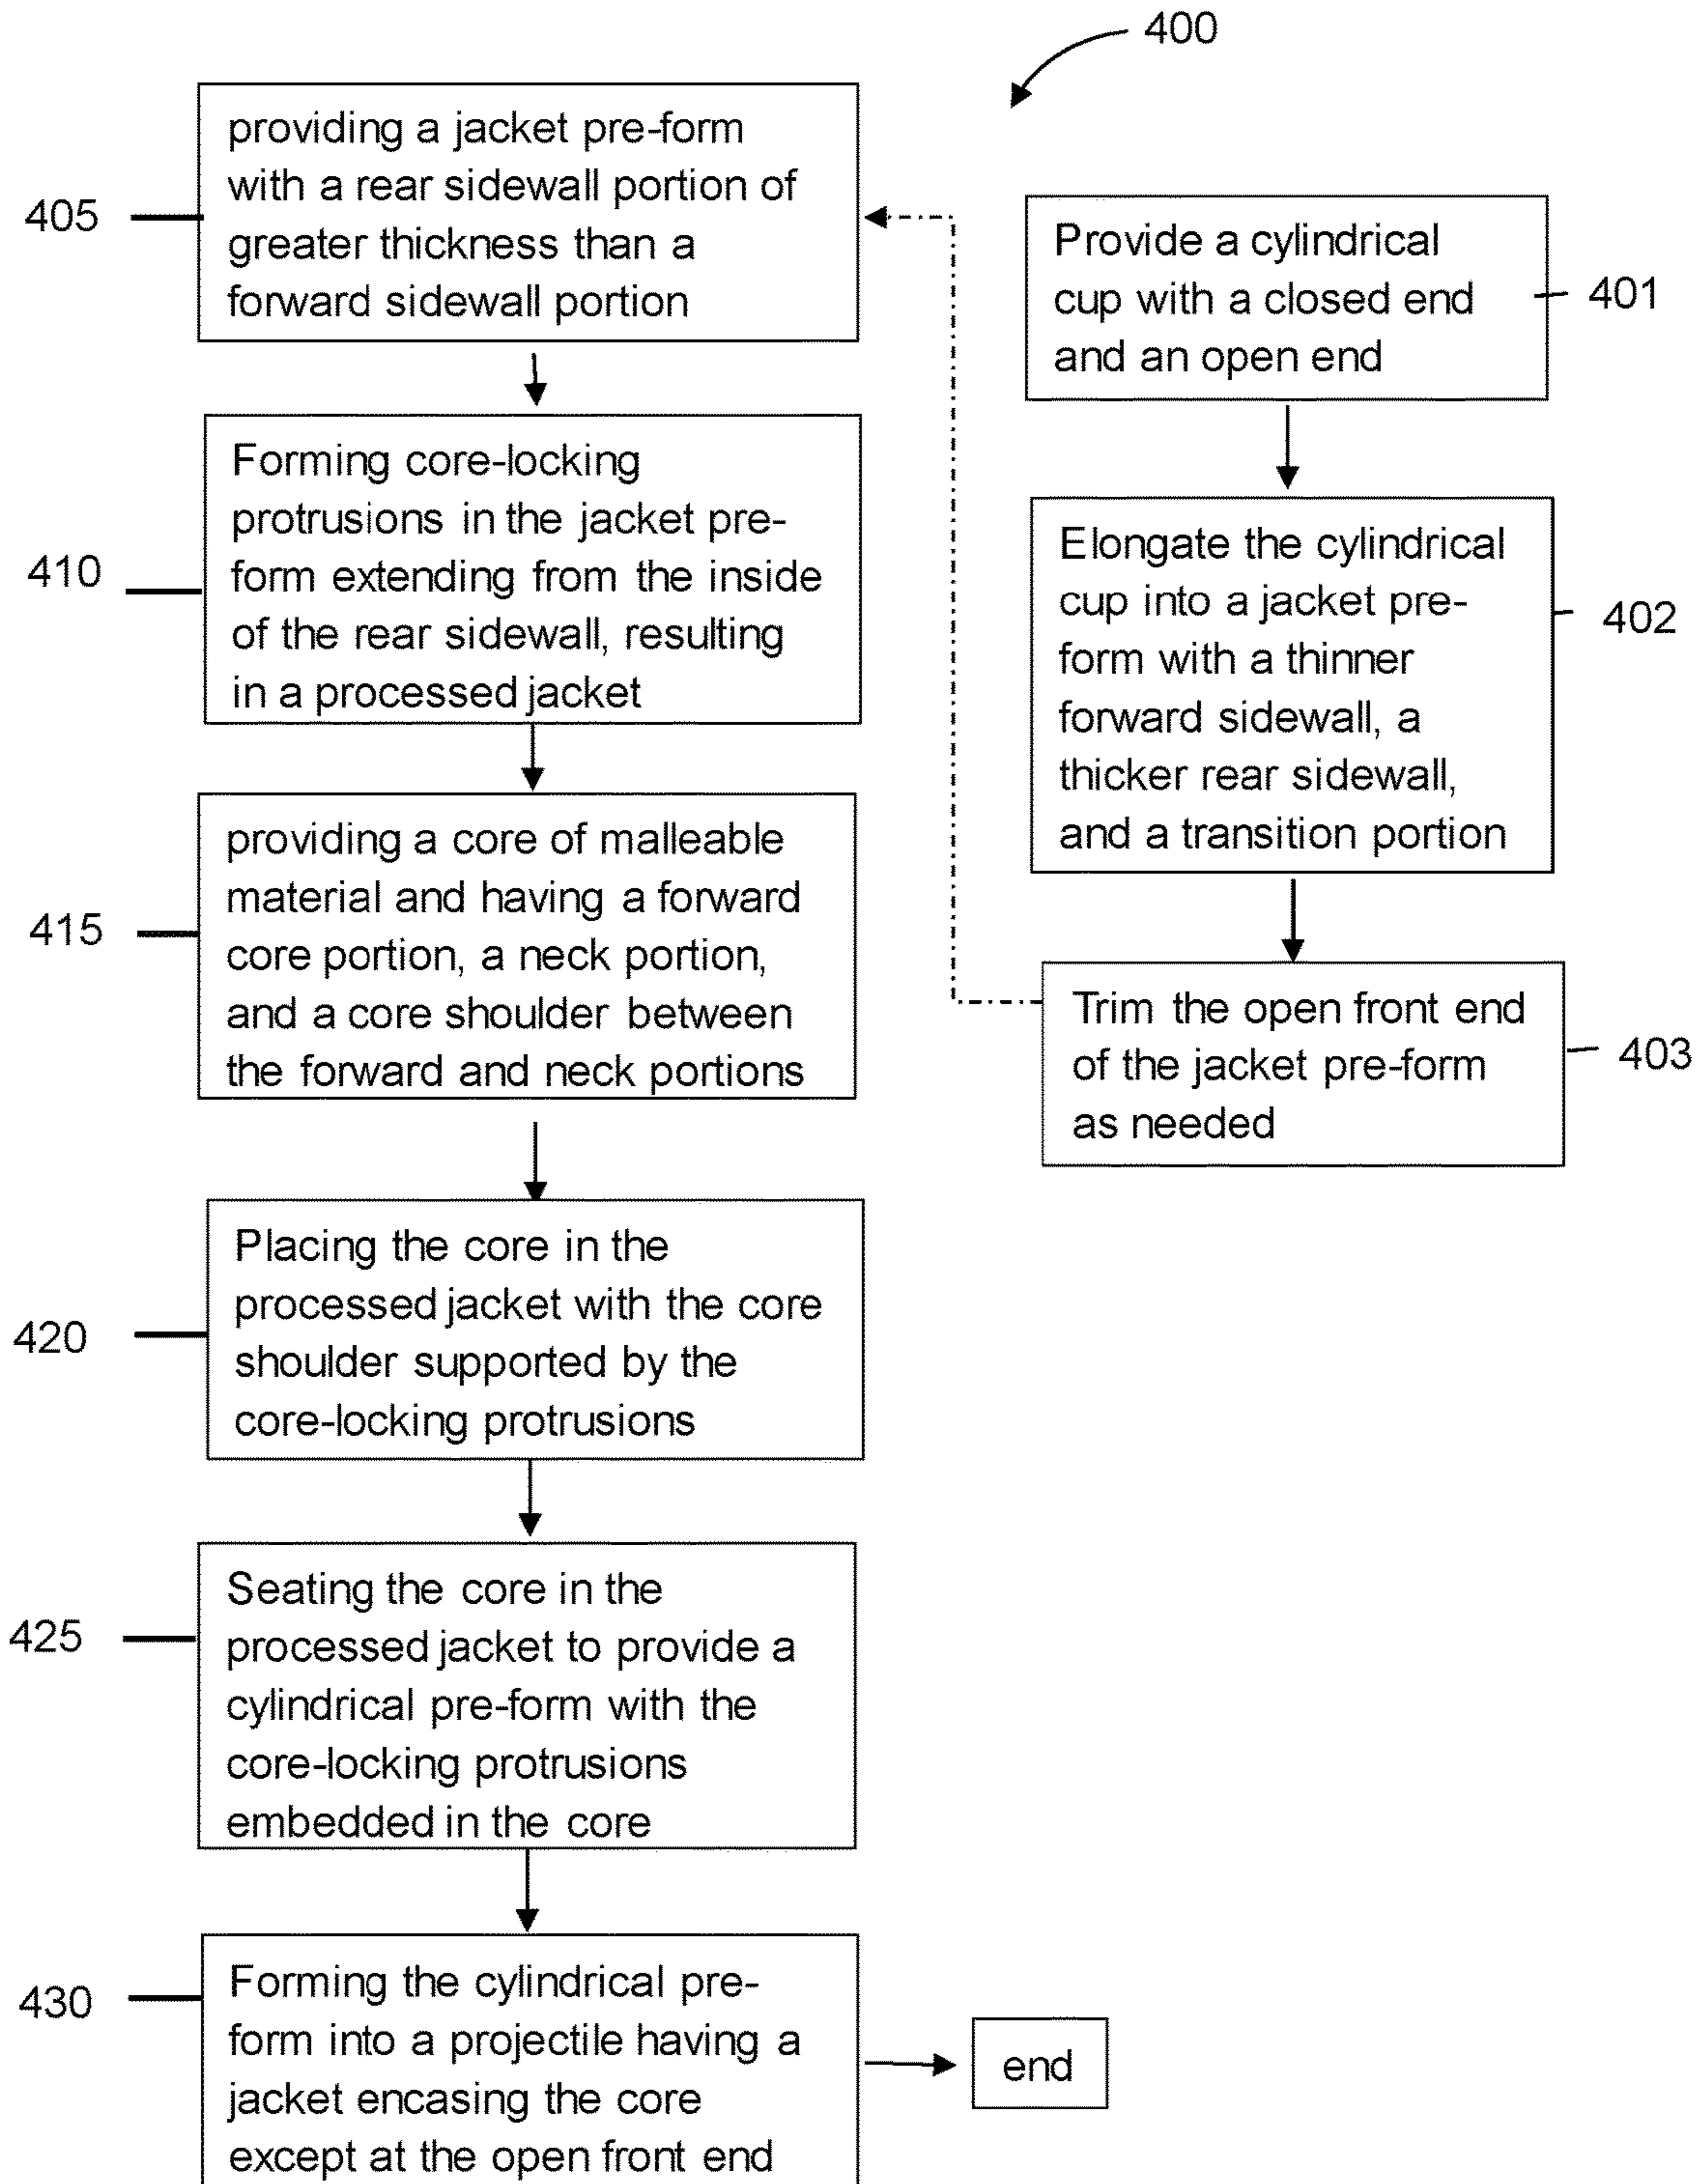 400
providing a jacket pre-form
with a rear sidewall portion of
greater thickness than a
forward sidewall portion
405
Forming core-locking
protrusions in the jacket pre-
form extending from the inside
of the rear sidewall, resulting
in a processed jacket
410
providing a core of malleable
material and having a forward
core portion, a neck portion,
and a core shoulder between
the forward and neck portions
415
Placing the core in the
processed jacket with the core
shoulder supported by the
core-locking protrusions
420
Seating the core in the
processed jacket to provide a
cylindrical pre-form with the
core-locking protrusions
embedded in the core
425
Forming the cylindrical pre-
form into a projectile having a
jacket encasing the core
except at the open front end
430
end
Provide a cylindrical
cup with a closed end
and an open end
401
Elongate the cylindrical
cup into a jacket pre-
form with a thinner
forward sidewall, a
thicker rear sidewall,
and a transition portion
402
Trim the open front end
of the jacket pre-form
as needed
403